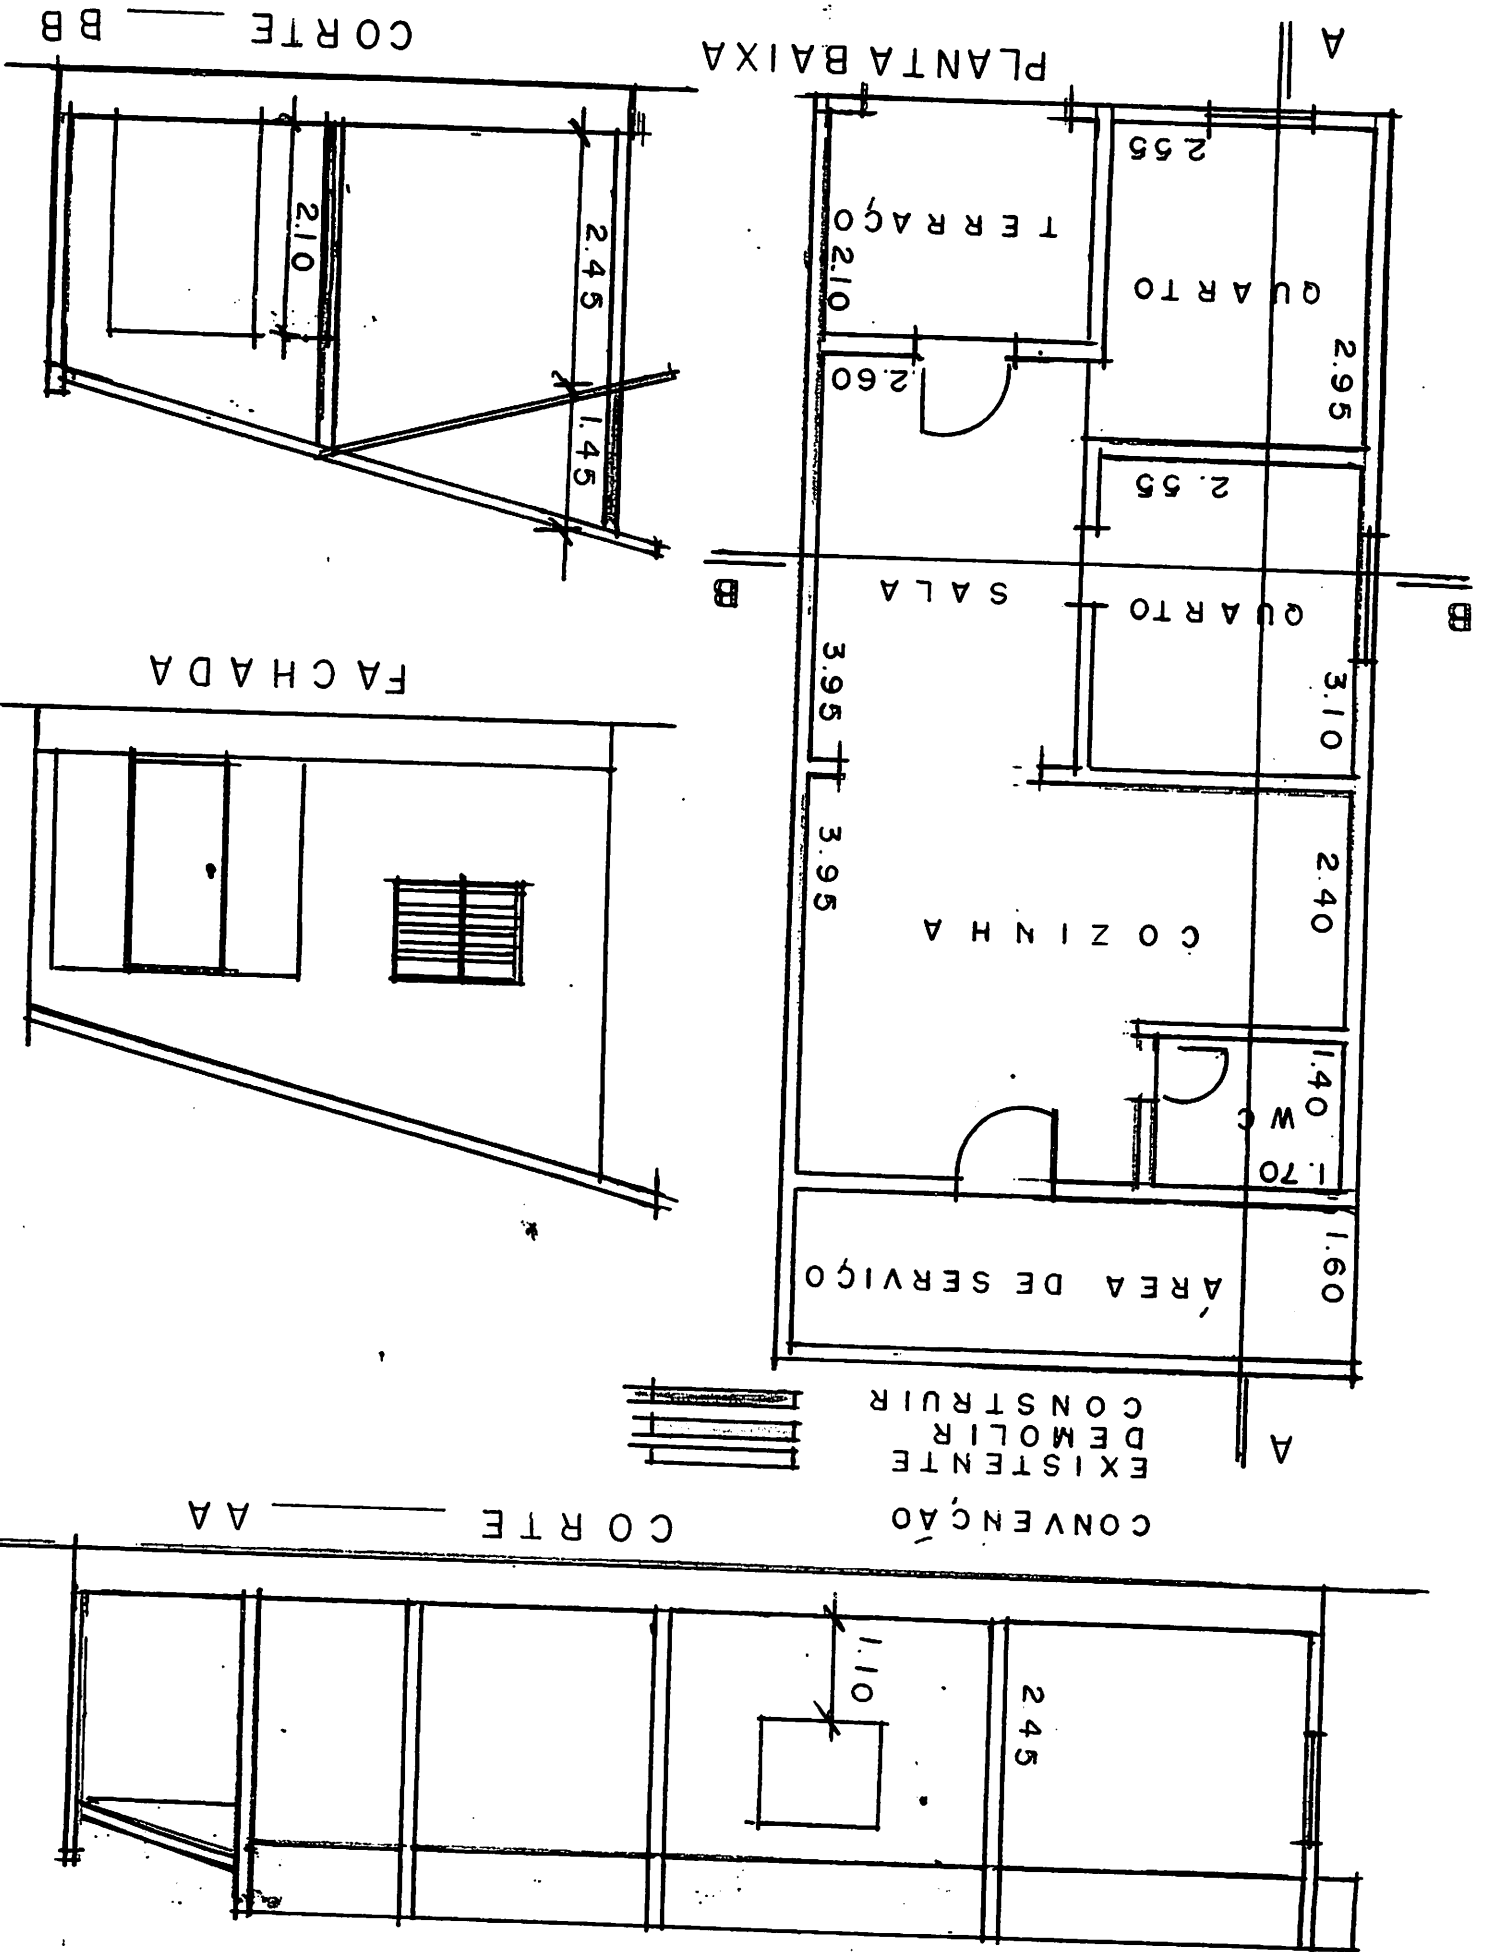 2.45
1.10
CONVENÇÃO
CORTE — AA
EXISTENTE
DEMOLIR
CONSTRUIR
A
ÁREA DE SERVIÇO
1.60
1.70
WC
1.40
COZINHA
2.40
3.95
3.95
3.10
QUARTO
SALA
B
B
2.55
2.95
2.60
QUARTO
2.10
TERRAÇO
2.55
PLANTA BAIXA
A
FACHADA
1.45
2.45
2.10
CORTE — BB